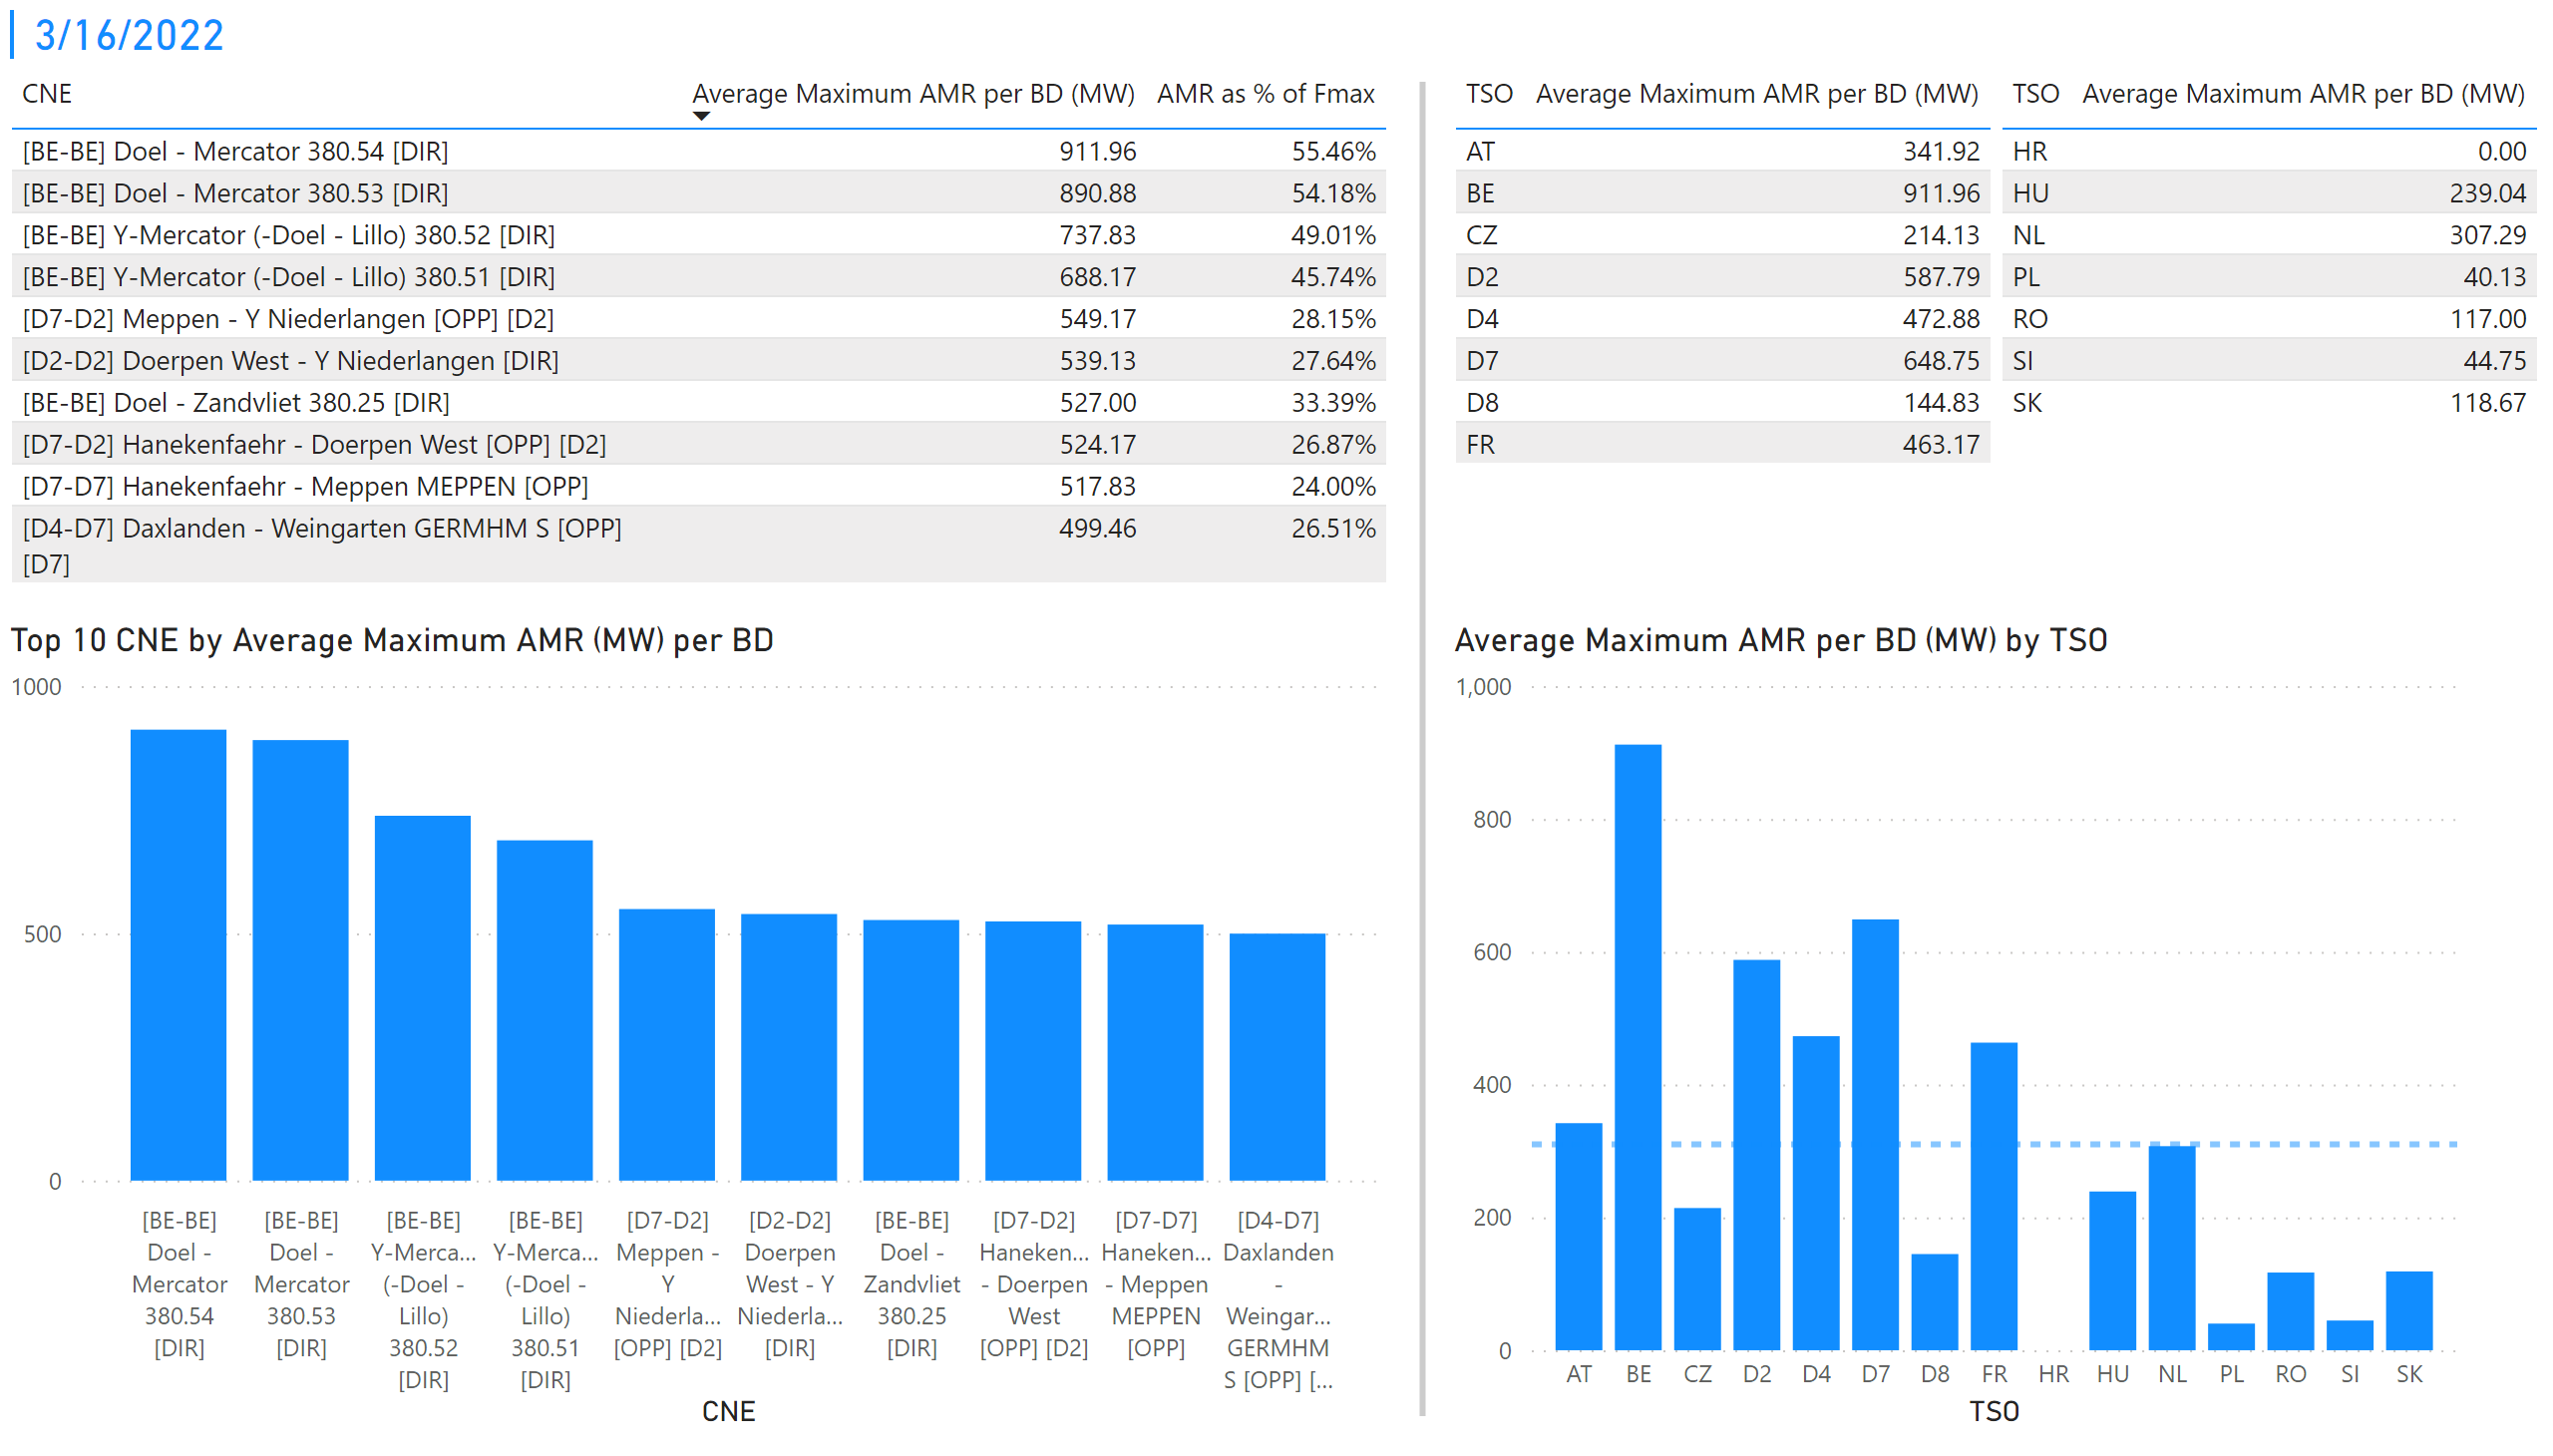 3/16/2022
CNE Average Maximum AMR per BD (MW) AMR as % of Fmax
[BE-BE] Doel - Mercator 380.54 [DIR] 911.96 55.46%
[BE-BE] Doel - Mercator 380.53 [DIR] 890.88 54.18%
[BE-BE] Y-Mercator (-Doel - Lillo) 380.52 [DIR] 737.83 49.01%
[BE-BE] Y-Mercator (-Doel - Lillo) 380.51 [DIR] 688.17 45.74%
[D7-D2] Meppen - Y Niederlangen [OPP] [D2] 549.17 28.15%
[D2-D2] Doerpen West - Y Niederlangen [DIR] 539.13 27.64%
[BE-BE] Doel - Zandvliet 380.25 [DIR] 527.00 33.39%
[D7-D2] Hanekenfaehr - Doerpen West [OPP] [D2] 524.17 26.87%
[D7-D7] Hanekenfaehr - Meppen MEPPEN [OPP] 517.83 24.00%
[D4-D7] Daxlanden - Weingarten GERMHM S [OPP] 499.46 26.51%
[D7]
TSO Average Maximum AMR per BD (MW)
AT 341.92
BE 911.96
CZ 214.13
D2 587.79
D4 472.88
D7 648.75
D8 144.83
FR 463.17
TSO Average Maximum AMR per BD (MW)
HR 0.00
HU 239.04
NL 307.29
PL 40.13
RO 117.00
SI 44.75
SK 118.67
Top 10 CNE by Average Maximum AMR (MW) per BD
1000
500
0
[BE-BE]
Doel -
Mercator
380.54
[DIR]
[BE-BE]
Doel -
Mercator
380.53
[DIR]
[BE-BE]
Y-Merca...
(-Doel -
Lillo)
380.52
[DIR]
[BE-BE]
Y-Merca...
(-Doel -
Lillo)
380.51
[DIR]
[D7-D2]
Meppen -
Y
Niederla...
[OPP] [D2]
[D2-D2]
Doerpen
West - Y
Niederla...
[DIR]
[BE-BE]
Doel -
Zandvliet
380.25
[DIR]
[D7-D2]
Haneken...
- Doerpen
West
[OPP] [D2]
[D7-D7]
Haneken...
- Meppen
MEPPEN
[OPP]
[D4-D7]
Daxlanden
-
Weingar...
GERMHM
S [OPP] [...
CNE
Average Maximum AMR per BD (MW) by TSO
1,000
800
600
400
200
0
AT BE CZ D2 D4 D7 D8 FR HR HU NL PL RO SI SK
TSO